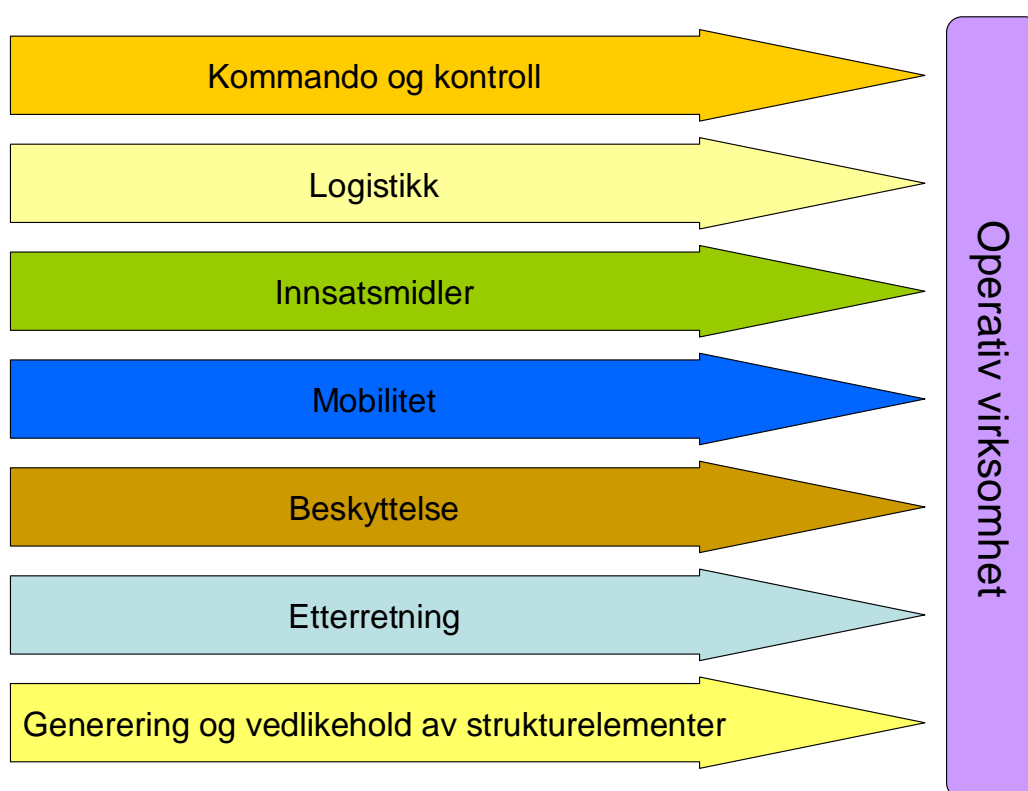 Kommando og kontroll
Logistikk
Innsatsmidler
Mobilitet
Beskyttelse
Etterretning
Generering og vedlikehold av strukturelementer
Operativ virksomhet